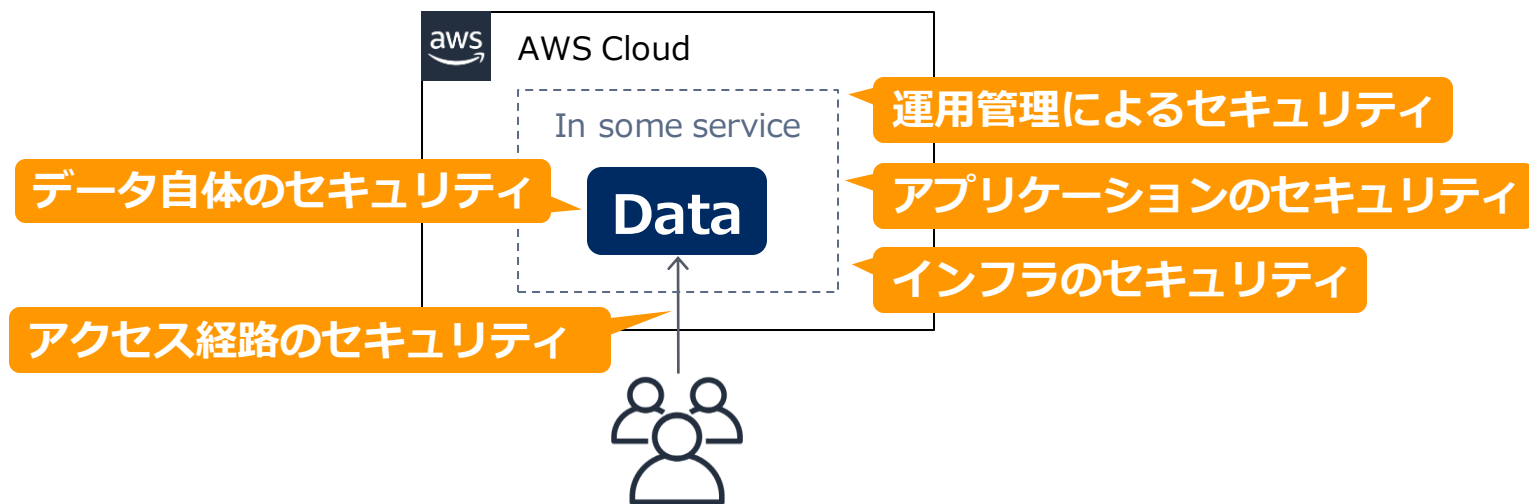 aws
AWS Cloud
In some service
運用管理によるセキュリティ
データ自体のセキュリティ
Data
アプリケーションのセキュリティ
インフラのセキュリティ
アクセス経路のセキュリティ